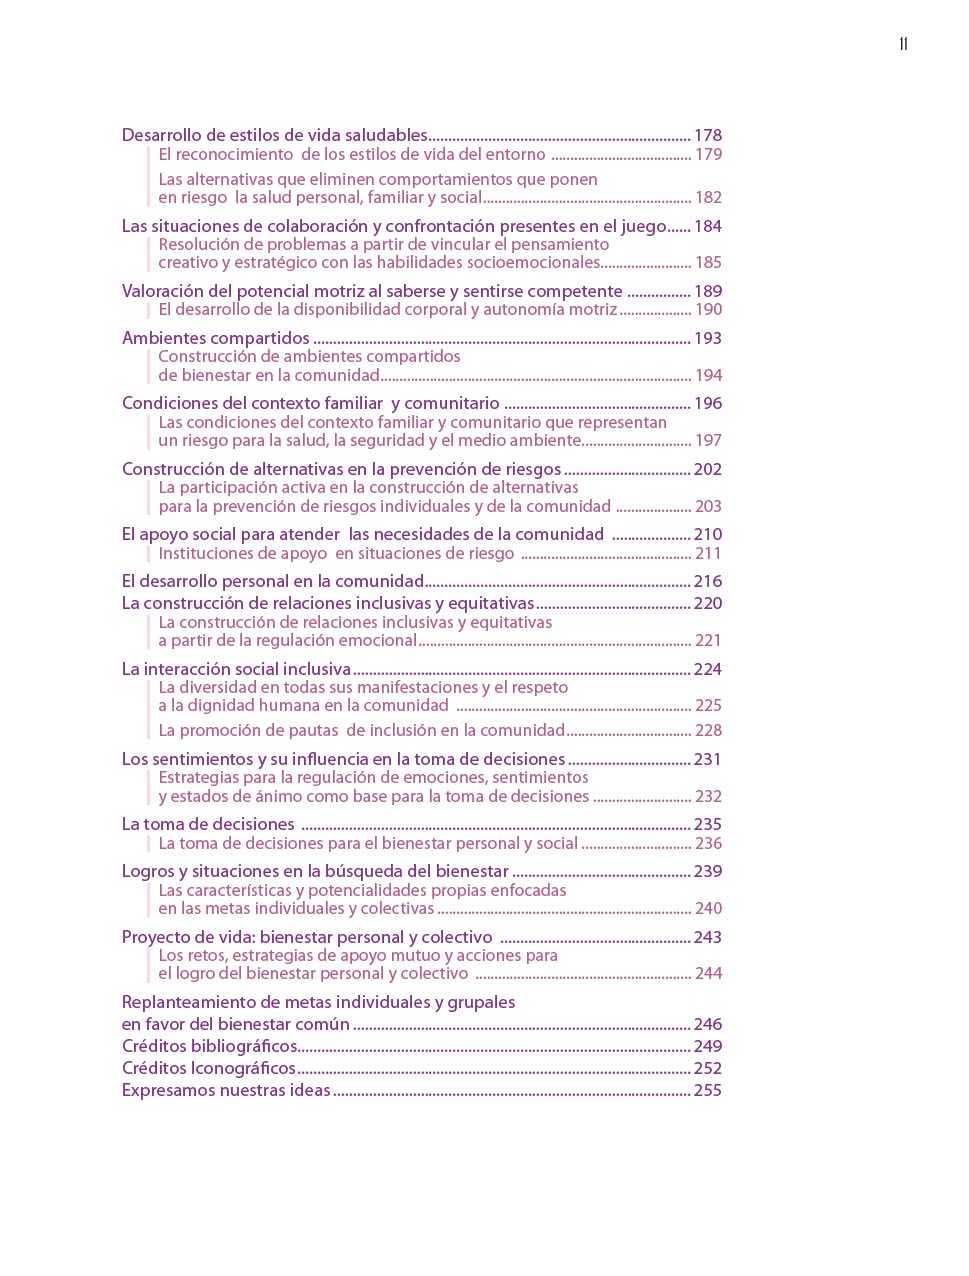 11
Desarrollo de estilos de vida saludables.................................................................. 178
El reconocimiento  de los estilos de vida del entorno ..................................... 179
Las alternativas que eliminen comportamientos que ponen
en riesgo  la salud personal, familiar y social....................................................... 182
Las situaciones de colaboración y confrontación presentes en el juego...... 184
Resolución de problemas a partir de vincular el pensamiento
creativo y estratégico con las habilidades socioemocionales........................ 185
Valoración del potencial motriz al saberse y sentirse competente ................ 189
El desarrollo de la disponibilidad corporal y autonomía motriz................... 190
Ambientes compartidos ............................................................................................... 193
Construcción de ambientes compartidos
de bienestar en la comunidad.................................................................................. 194
Condiciones del contexto familiar  y comunitario ............................................... 196
Las condiciones del contexto familiar y comunitario que representan
un riesgo para la salud, la seguridad y el medio ambiente............................. 197
Construcción de alternativas en la prevención de riesgos................................ 202
La participación activa en la construcción de alternativas
para la prevención de riesgos individuales y de la comunidad .................... 203
El apoyo social para atender  las necesidades de la comunidad .................... 210
Instituciones de apoyo  en situaciones de riesgo ............................................. 211
El desarrollo personal en la comunidad................................................................... 216
La construcción de relaciones inclusivas y equitativas....................................... 220
La construcción de relaciones inclusivas y equitativas
a partir de la regulación emocional........................................................................ 221
La interacción social inclusiva..................................................................................... 224
La diversidad en todas sus manifestaciones y el respeto
a la dignidad humana en la comunidad .............................................................. 225
La promoción de pautas  de inclusión en la comunidad................................. 228
Los sentimientos y su influencia en la toma de decisiones............................... 231
Estrategias para la regulación de emociones, sentimientos
y estados de ánimo como base para la toma de decisiones .......................... 232
La toma de decisiones .................................................................................................. 235
La toma de decisiones para el bienestar personal y social............................. 236
Logros y situaciones en la búsqueda del bienestar ............................................. 239
Las características y potencialidades propias enfocadas
en las metas individuales y colectivas................................................................... 240
Proyecto de vida: bienestar personal y colectivo ................................................ 243
Los retos, estrategias de apoyo mutuo y acciones para
el logro del bienestar personal y colectivo ......................................................... 244
Replanteamiento de metas individuales y grupales
en favor del bienestar común ..................................................................................... 246
Créditos bibliográficos................................................................................................... 249
Créditos Iconográficos................................................................................................... 252
Expresamos nuestras ideas.......................................................................................... 255